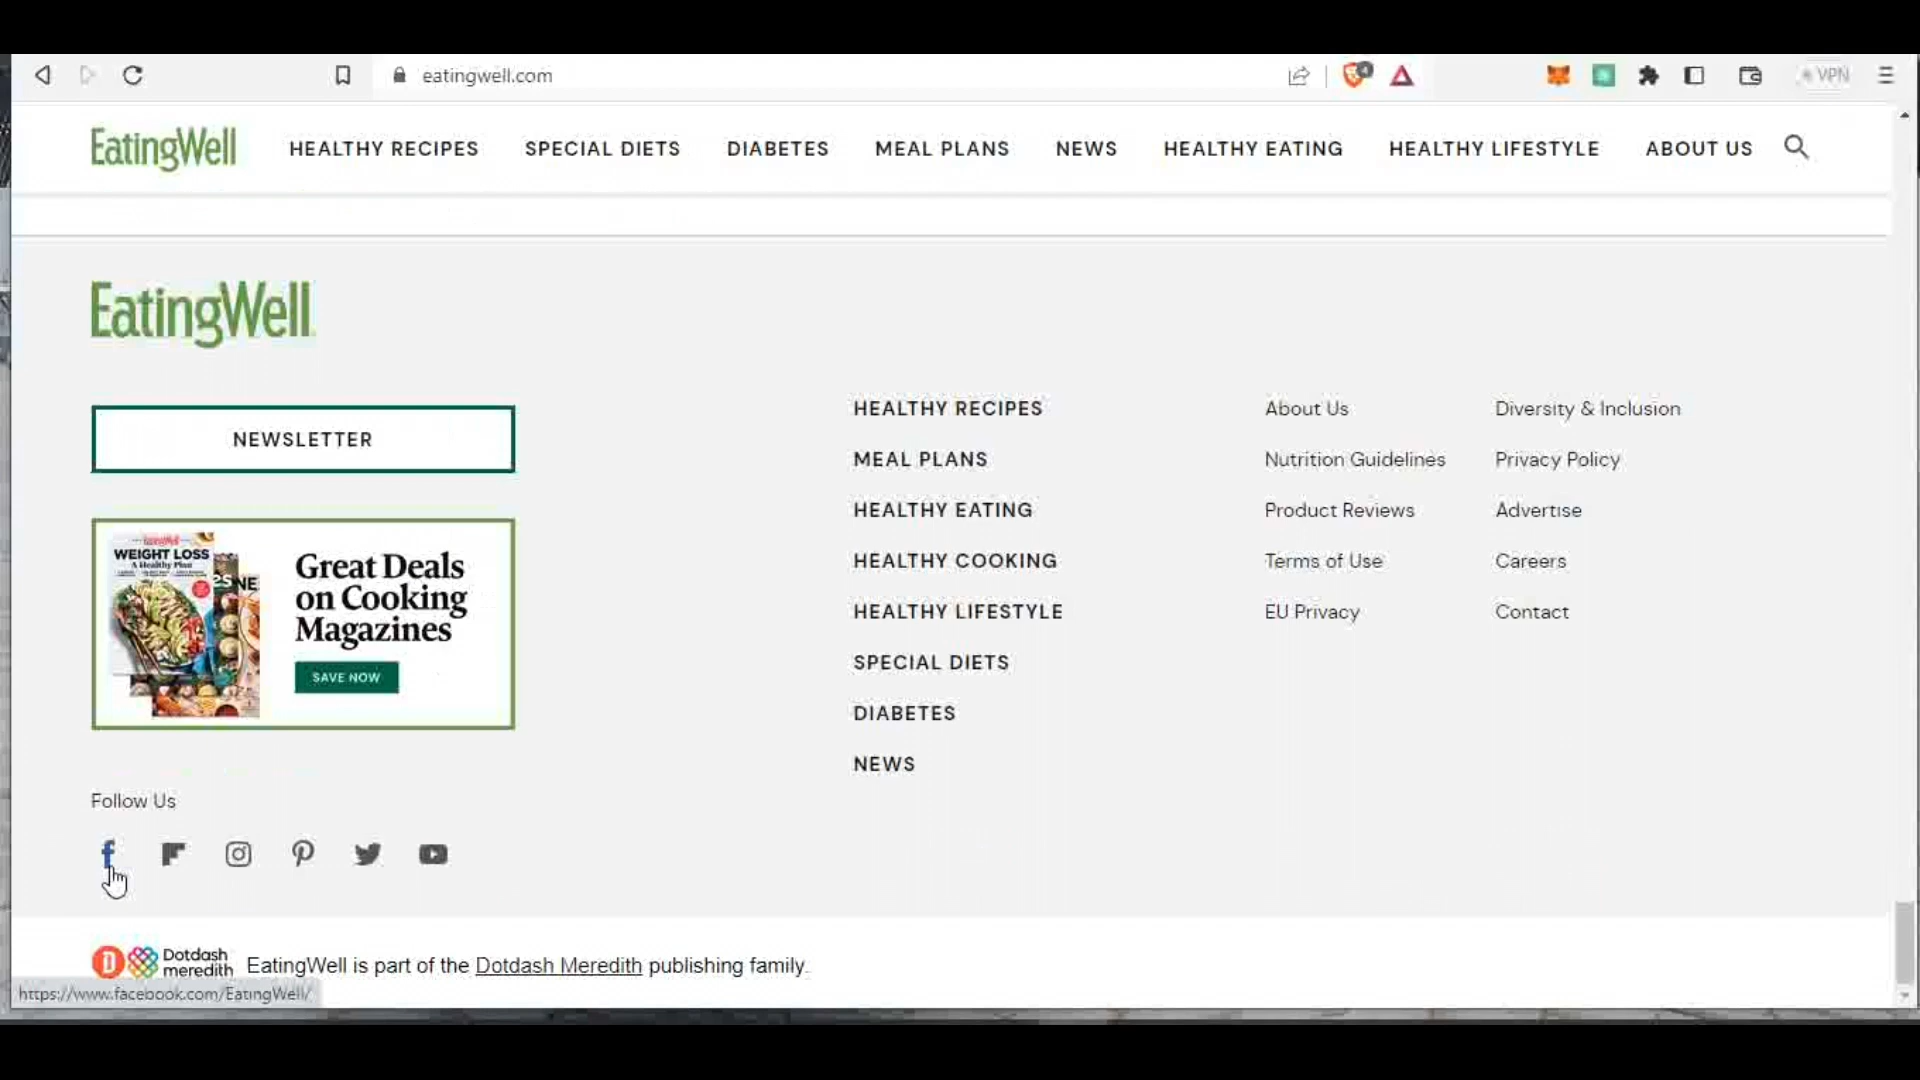 eatingwell.com
4
VPN
EatingWell
HEALTHY RECIPES
SPECIAL DIETS
DIABETES
MEAL PLANS
NEWS
HEALTHY EATING
HEALTHY LIFESTYLE
ABOUT US
EatingWell
NEWSLETTER
WEIGHT LOSS
A Healthy Plan
Great Deals
on Cooking
Magazines
SAVE NOW
Follow Us
HEALTHY RECIPES
MEAL PLANS
HEALTHY EATING
HEALTHY COOKING
HEALTHY LIFESTYLE
SPECIAL DIETS
DIABETES
NEWS
About Us
Nutrition Guidelines
Product Reviews
Terms of Use
EU Privacy
Diversity & Inclusion
Privacy Policy
Advertise
Careers
Contact
Dotdash
meredith
EatingWell is part of the Dotdash Meredith publishing family.
https://www.facebook.com/EatingWell/